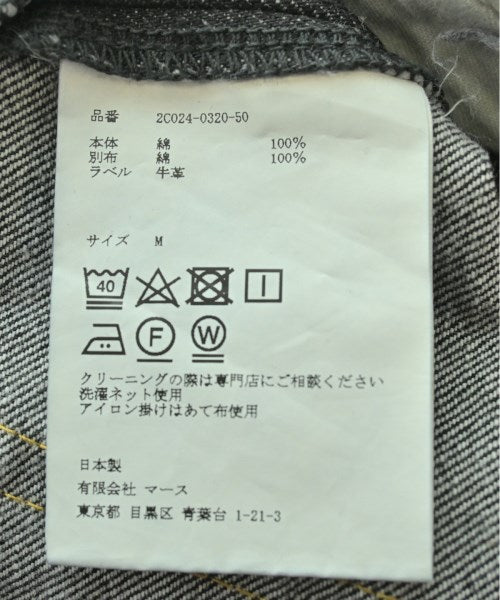 品番 2C024-0320-50
本体 綿 100%
別布 綿 100%
ラベル 牛革
サイズ M
40
F W
クリーニングの際は専門店にご相談ください
洗濯ネット使用
アイロン掛けはあて布使用
日本製
有限会社 マース
東京都 目黒区 青葉台 1-21-3